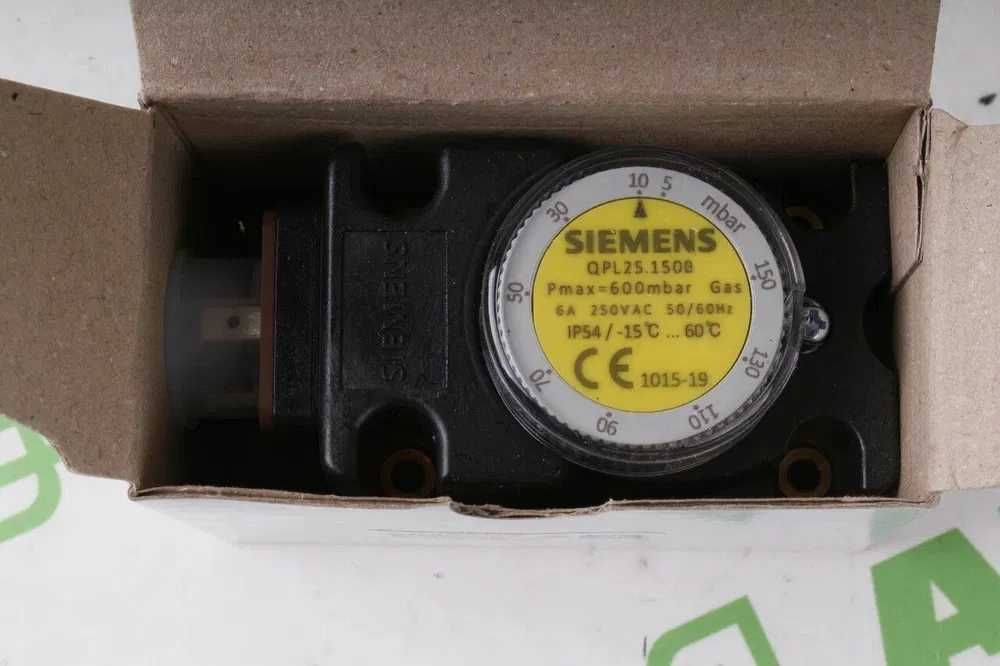 SIEMENS
10 5 mbar
30
50
70
90
110
130
150
SIEMENS
QPL25.150B
Pmax=600mbar Gas
6A 250VAC 50/60Hz
IP54 / -15℃ ... 60℃
CE 1015-19